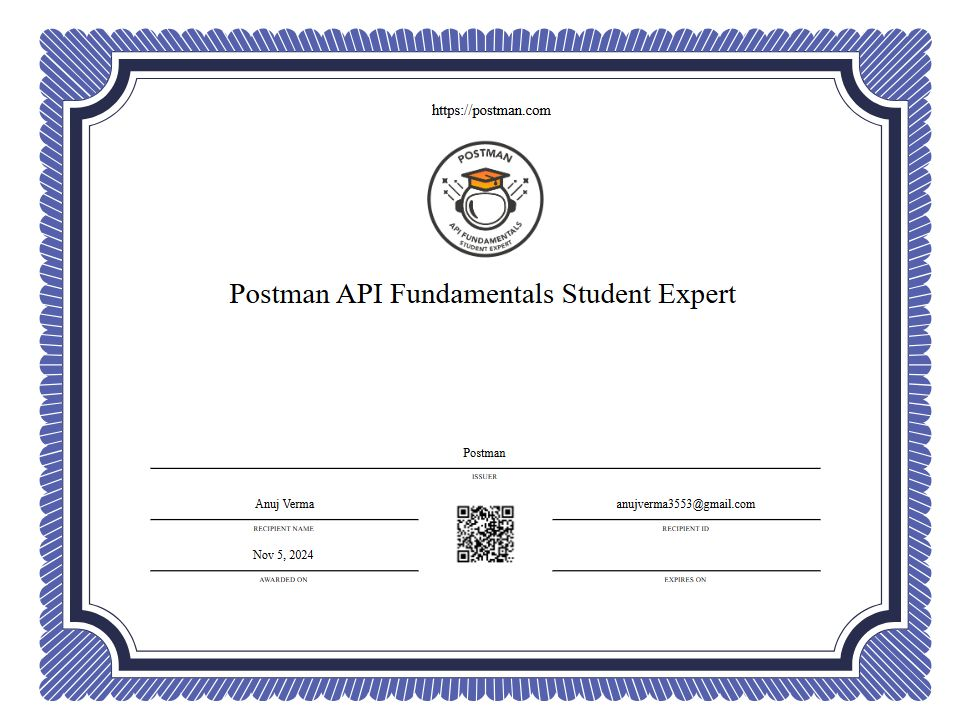 https://postman.com
POSTMAN
API FUNDAMENTALS
STUDENT EXPERT
Postman API Fundamentals Student Expert
Postman
ISSUER
Anuj Verma
anujverma3553@gmail.com
RECIPIENT NAME
RECIPIENT ID
Nov 5, 2024
AWARDED ON
EXPIRES ON